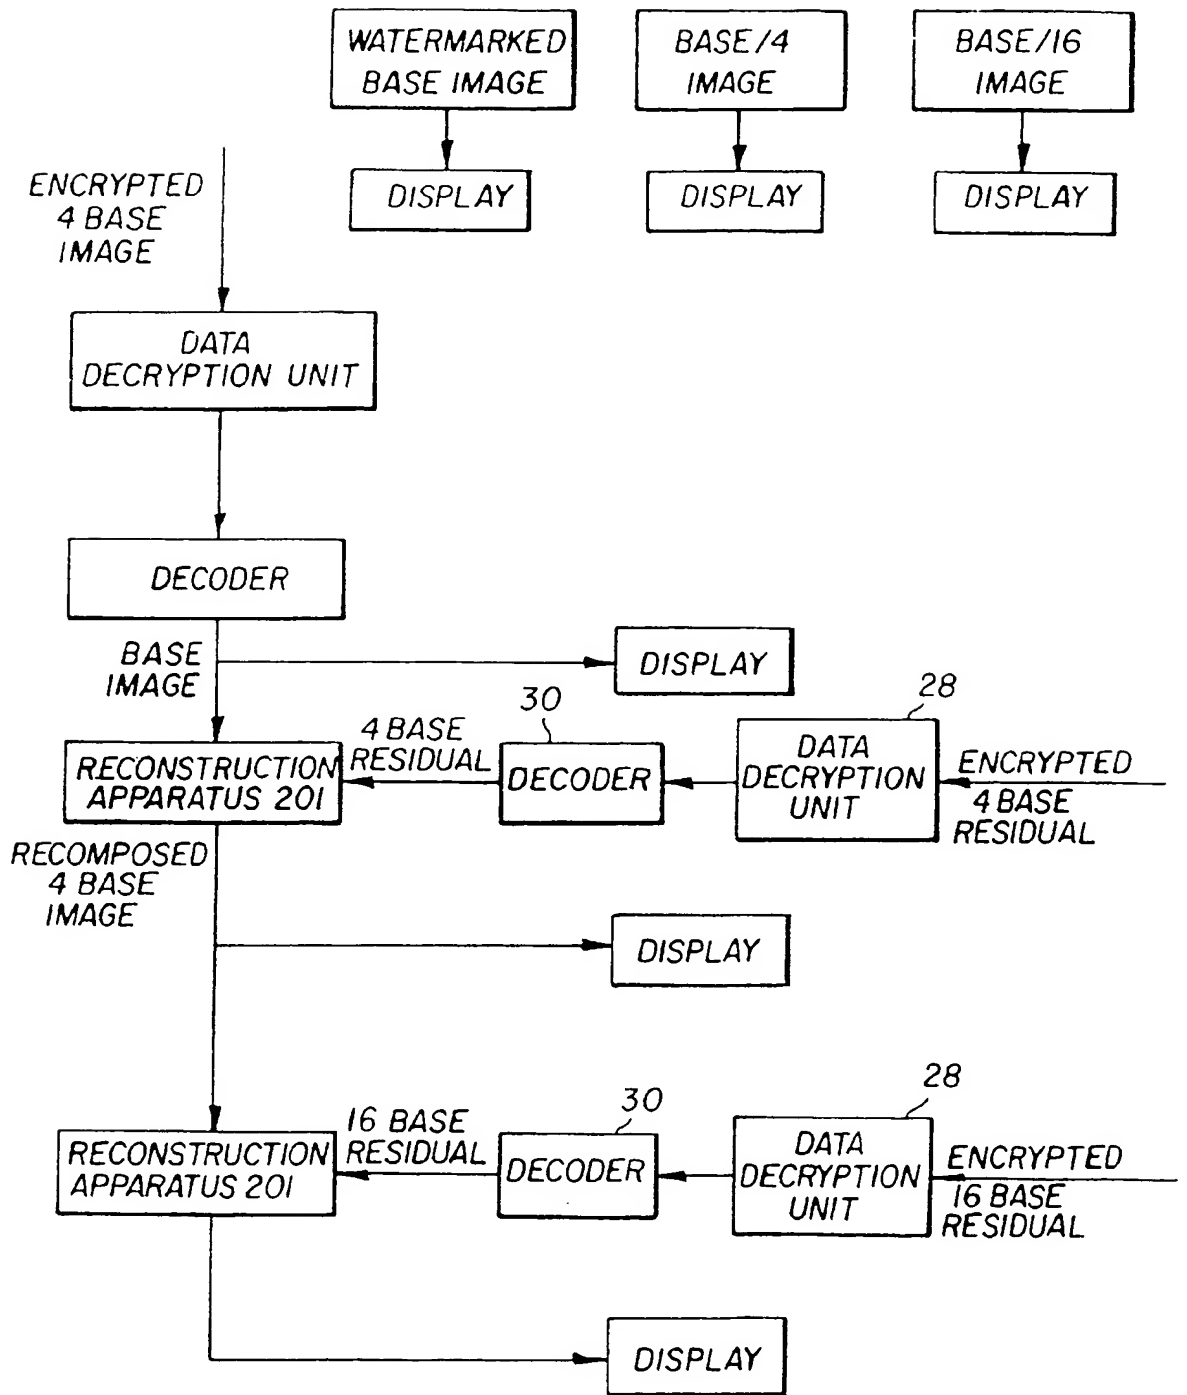 WATERMARKED
BASE IMAGE
BASE/4
IMAGE
BASE/16
IMAGE
DISPLAY
DISPLAY
DISPLAY
ENCRYPTED
4 BASE
IMAGE
DATA
DECRYPTION UNIT
DECODER
BASE
IMAGE
DISPLAY
RECONSTRUCTION
APPARATUS 201
4 BASE
RESIDUAL
30
DECODER
28
DATA
DECRYPTION
UNIT
ENCRYPTED
4 BASE
RESIDUAL
RECOMPOSED
4 BASE
IMAGE
DISPLAY
RECONSTRUCTION
APPARATUS 201
16 BASE
RESIDUAL
30
DECODER
28
DATA
DECRYPTION
UNIT
ENCRYPTED
16 BASE
RESIDUAL
DISPLAY